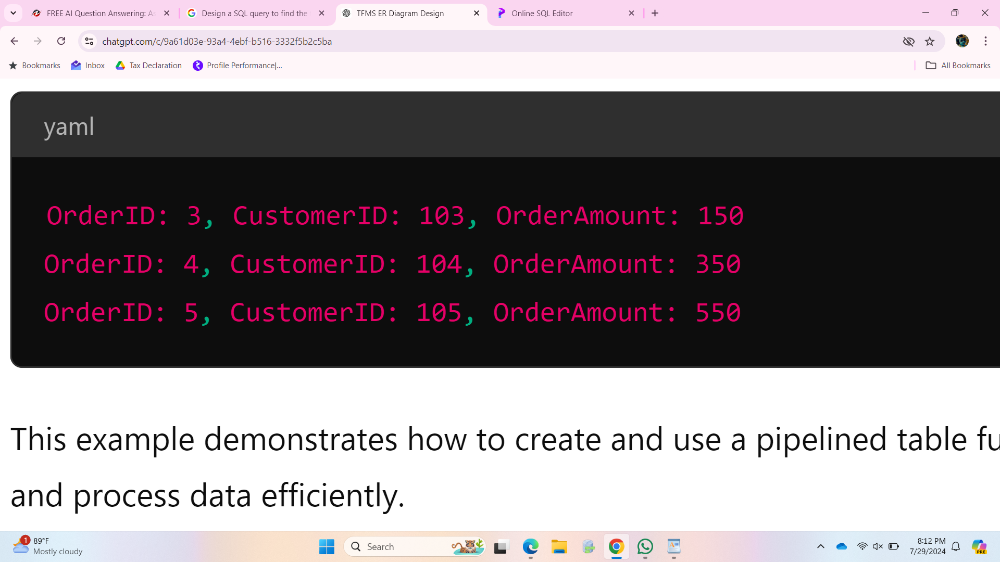 FREE AI Question Answering: As
Design a SQL query to find the
TFMS ER Diagram Design
Online SQL Editor
chatgpt.com/c/9a61d03e-93a4-4ebf-b516-3332f5b2c5ba
Bookmarks
Inbox
Tax Declaration
Profile Performance|...
All Bookmarks
yaml
OrderID: 3, CustomerID: 103, OrderAmount: 150
OrderID: 4, CustomerID: 104, OrderAmount: 350
OrderID: 5, CustomerID: 105, OrderAmount: 550
This example demonstrates how to create and use a pipelined table fu
and process data efficiently.
1
89°F
Mostly cloudy
Search
8:12 PM
7/29/2024
PRE